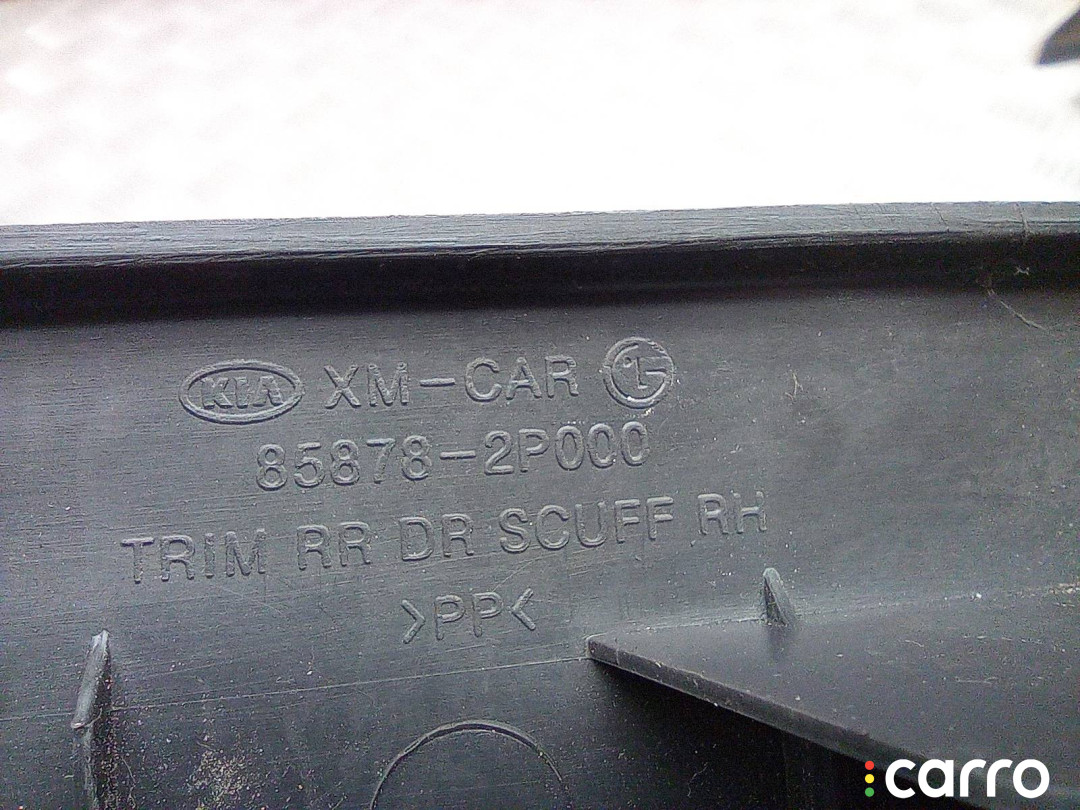 KIA XM-CAR
85878-2P000
TRIM RR DR SCUFF RH
>PP<
carro